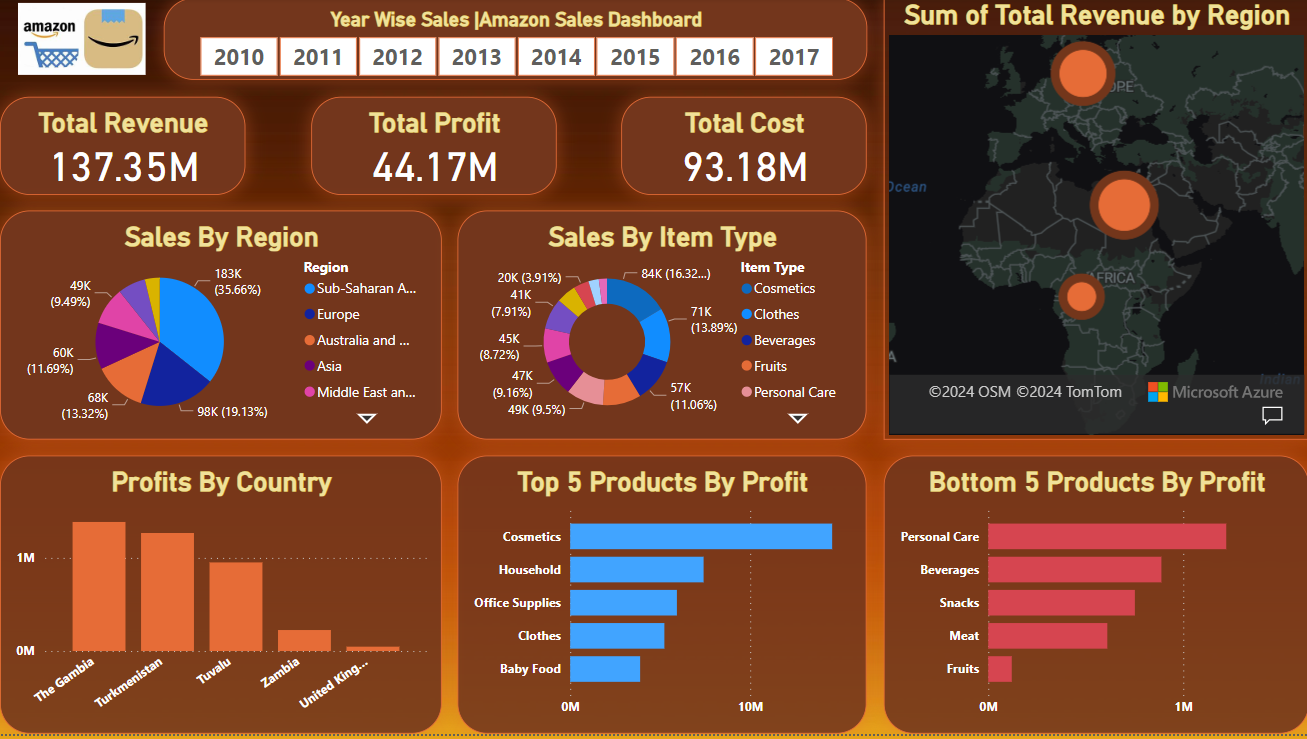 amazon
Year Wise Sales |Amazon Sales Dashboard
2010 2011 2012 2013 2014 2015 2016 2017
Total Revenue
137.35M
Total Profit
44.17M
Total Cost
93.18M
Sum of Total Revenue by Region
Ocean
AFRICA
Indian
©2024 OSM ©2024 TomTom
Microsoft Azure
Sales By Region
183K
(35.66%)
98K (19.13%)
68K
(13.32%)
60K
(11.69%)
49K
(9.49%)
Region
Sub-Saharan A...
Europe
Australia and ...
Asia
Middle East an...
Sales By Item Type
84K (16.32...)
71K
(13.89%)
57K
(11.06%)
49K (9.5%)
47K
(9.16%)
45K
(8.72%)
41K
(7.91%)
20K (3.91%)
Item Type
Cosmetics
Clothes
Beverages
Fruits
Personal Care
Profits By Country
1M
0M
The Gambia
Turkmenistan
Tuvalu
Zambia
United King...
Top 5 Products By Profit
Cosmetics
Household
Office Supplies
Clothes
Baby Food
0M 10M
Bottom 5 Products By Profit
Personal Care
Beverages
Snacks
Meat
Fruits
0M 1M